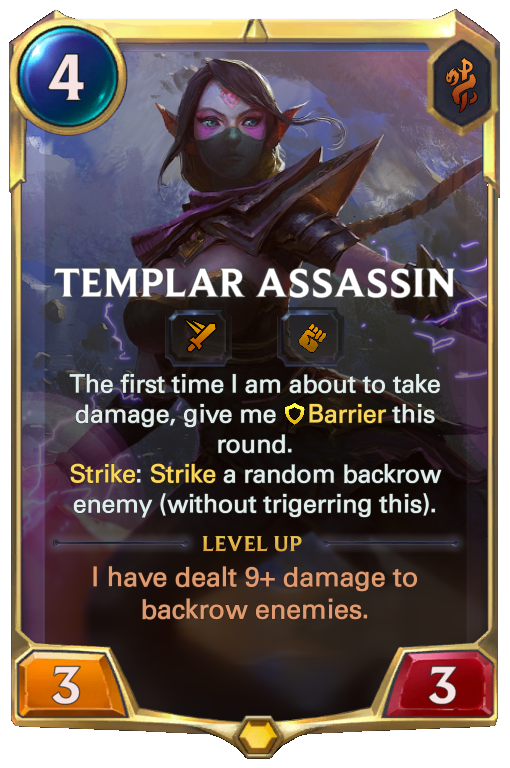 4
TEMPLAR ASSASSIN
The first time I am about to take
damage, give me Barrier this
round.
Strike: Strike a random backrow
enemy (without trigerring this).
LEVEL UP
I have dealt 9+ damage to
backrow enemies.
3
3